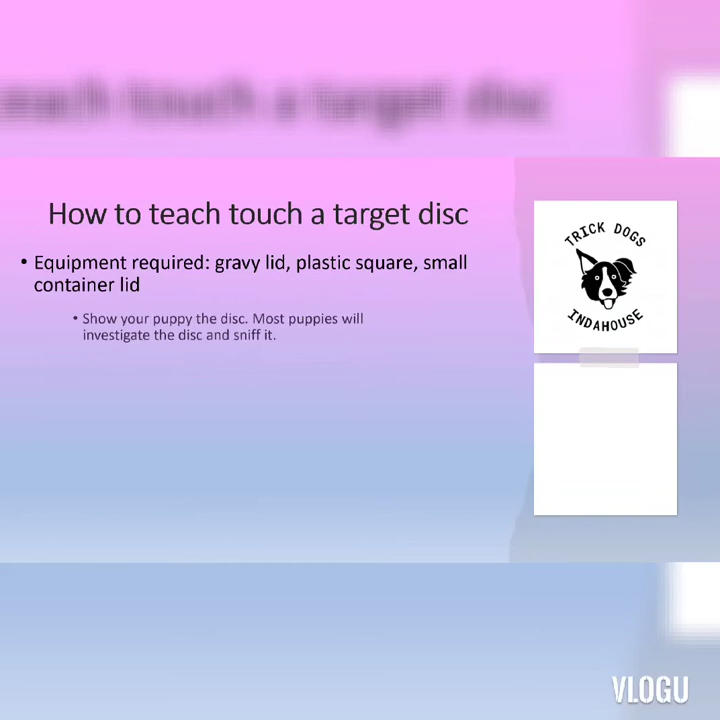 How to teach touch a target disc
• Equipment required: gravy lid, plastic square, small
container lid
• Show your puppy the disc. Most puppies will
investigate the disc and sniff it.
TRICK DOGS
INDAHOUSE
VLOGU